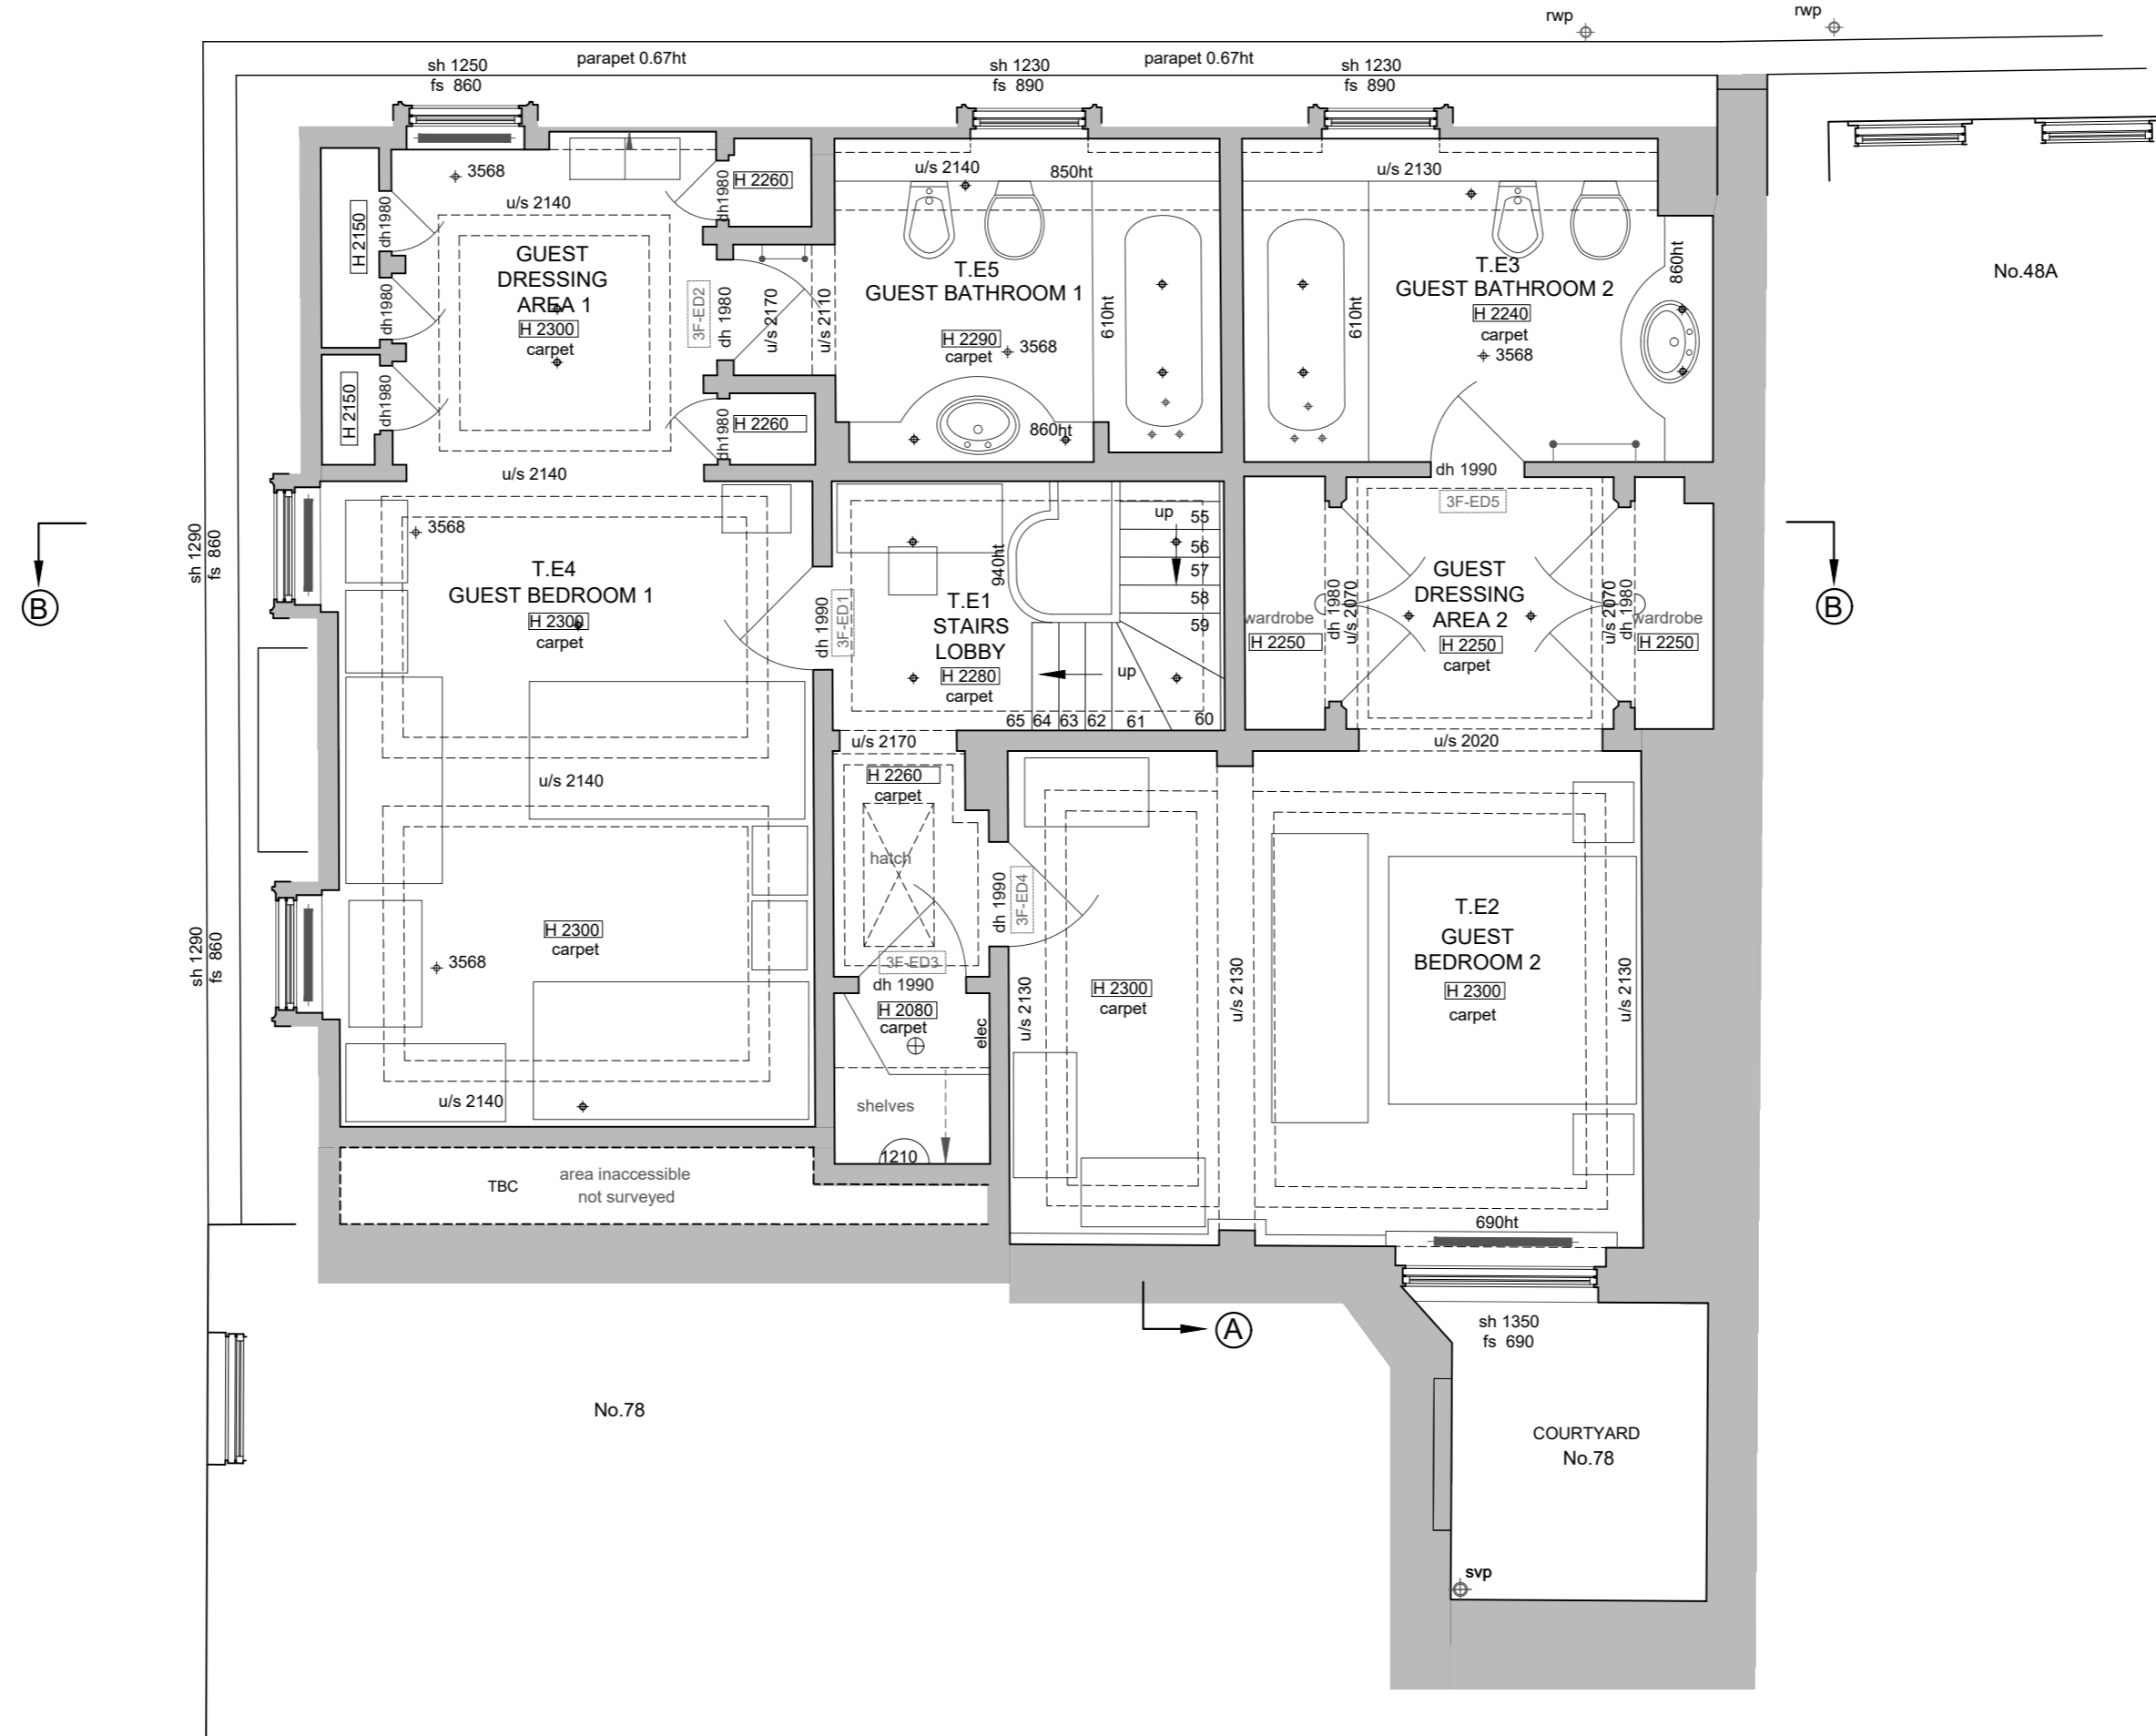 rwp
rwp
parapet 0.67ht
parapet 0.67ht
sh 1250
fs 860
sh 1230
fs 890
sh 1230
fs 890
3568
u/s 2140
H 2150
dh1980
dh1980
H 2150
dh1980
GUEST
DRESSING
AREA 1
H 2300
carpet
dh1980
H 2260
3F-ED2
dh 1980
u/s 2170
u/s 2110
dh1980
H 2260
u/s 2140
u/s 2140
850ht
T.E5
GUEST BATHROOM 1
H 2290
carpet
3568
610ht
860ht
u/s 2130
T.E3
GUEST BATHROOM 2
H 2240
carpet
3568
610ht
860ht
No.48A
dh 1990
3F-ED5
sh 1290
fs 860
B
3568
T.E4
GUEST BEDROOM 1
H 2300
carpet
dh 1990
3F-ED1
940ht
T.E1
STAIRS
LOBBY
H 2280
carpet
up
55
56
57
58
59
up
65
64
63
62
61
60
wardrobe
H 2250
dh 1980
u/s 2070
GUEST
DRESSING
AREA 2
H 2250
carpet
u/s 2070
dh 1980
wardrobe
H 2250
B
u/s 2170
u/s 2020
u/s 2140
H 2260
carpet
hatch
3F-ED3
dh 1990
dh 1990
3F-ED4
sh 1290
fs 860
H 2300
carpet
3568
u/s 2140
H 2080
carpet
elec
shelves
1210
u/s 2130
H 2300
carpet
u/s 2130
T.E2
GUEST
BEDROOM 2
H 2300
carpet
u/s 2130
690ht
TBC
area inaccessible
not surveyed
A
sh 1350
fs 690
No.78
COURTYARD
No.78
svp